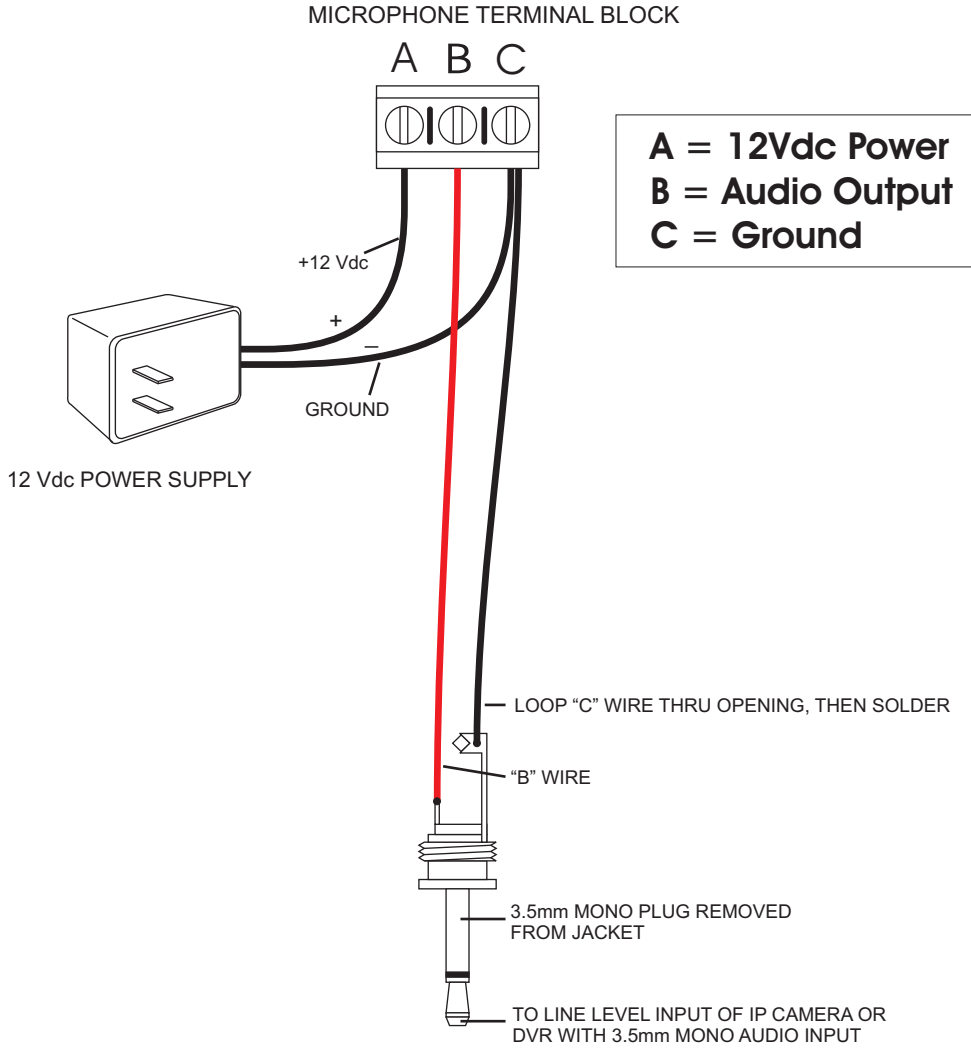 MICROPHONE TERMINAL BLOCK
A B C
A = 12Vdc Power
B = Audio Output
C = Ground
+12 Vdc
+
–
GROUND
12 Vdc POWER SUPPLY
LOOP “C” WIRE THRU OPENING, THEN SOLDER
“B” WIRE
3.5mm MONO PLUG REMOVED
FROM JACKET
TO LINE LEVEL INPUT OF IP CAMERA OR
DVR WITH 3.5mm MONO AUDIO INPUT